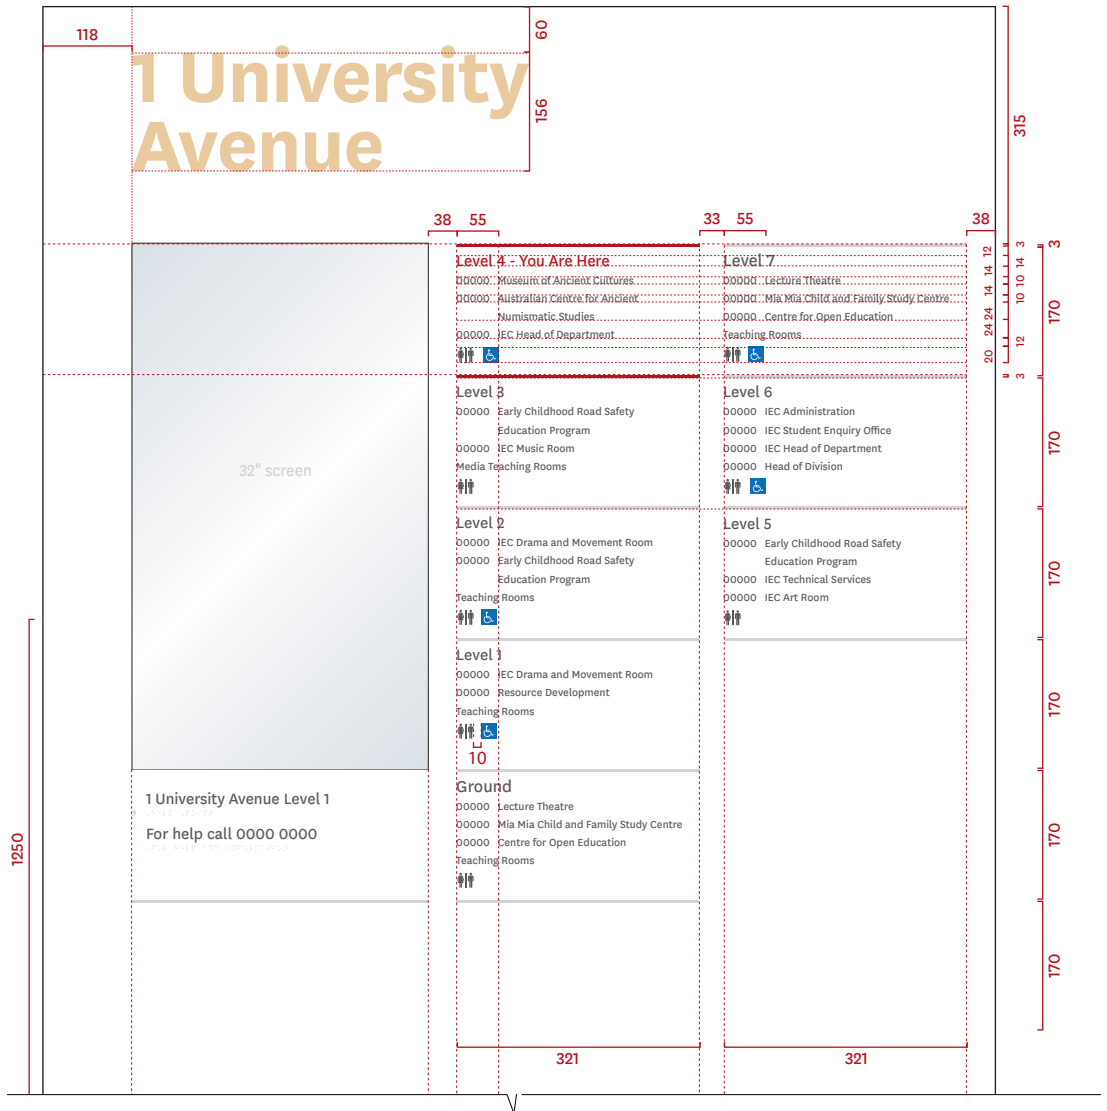 118
60
1 University
156
Avenue
315
38 55 33 55 38
Level 4 - You Are Here
00000 Museum of Ancient Cultures
00000 Australian Centre for Ancient
Numismatic Studies
00000 IEC Head of Department
Level 7
00000 Lecture Theatre
00000 Mia Mia Child and Family Study Centre
00000 Centre for Open Education
Teaching Rooms
12
14
14
24
24
20
3
14
10
10
12
3
3
170
32" screen
Level 3
00000 Early Childhood Road Safety
Education Program
00000 IEC Music Room
Media Teaching Rooms
Level 6
00000 IEC Administration
00000 IEC Student Enquiry Office
00000 IEC Head of Department
00000 Head of Division
170
Level 2
00000 IEC Drama and Movement Room
00000 Early Childhood Road Safety
Education Program
Teaching Rooms
Level 5
00000 Early Childhood Road Safety
Education Program
00000 IEC Technical Services
00000 IEC Art Room
170
Level 1
00000 IEC Drama and Movement Room
00000 Resource Development
Teaching Rooms
10
170
1 University Avenue Level 1
For help call 0000 0000
1250
Ground
00000 Lecture Theatre
00000 Mia Mia Child and Family Study Centre
00000 Centre for Open Education
Teaching Rooms
170
170
321 321